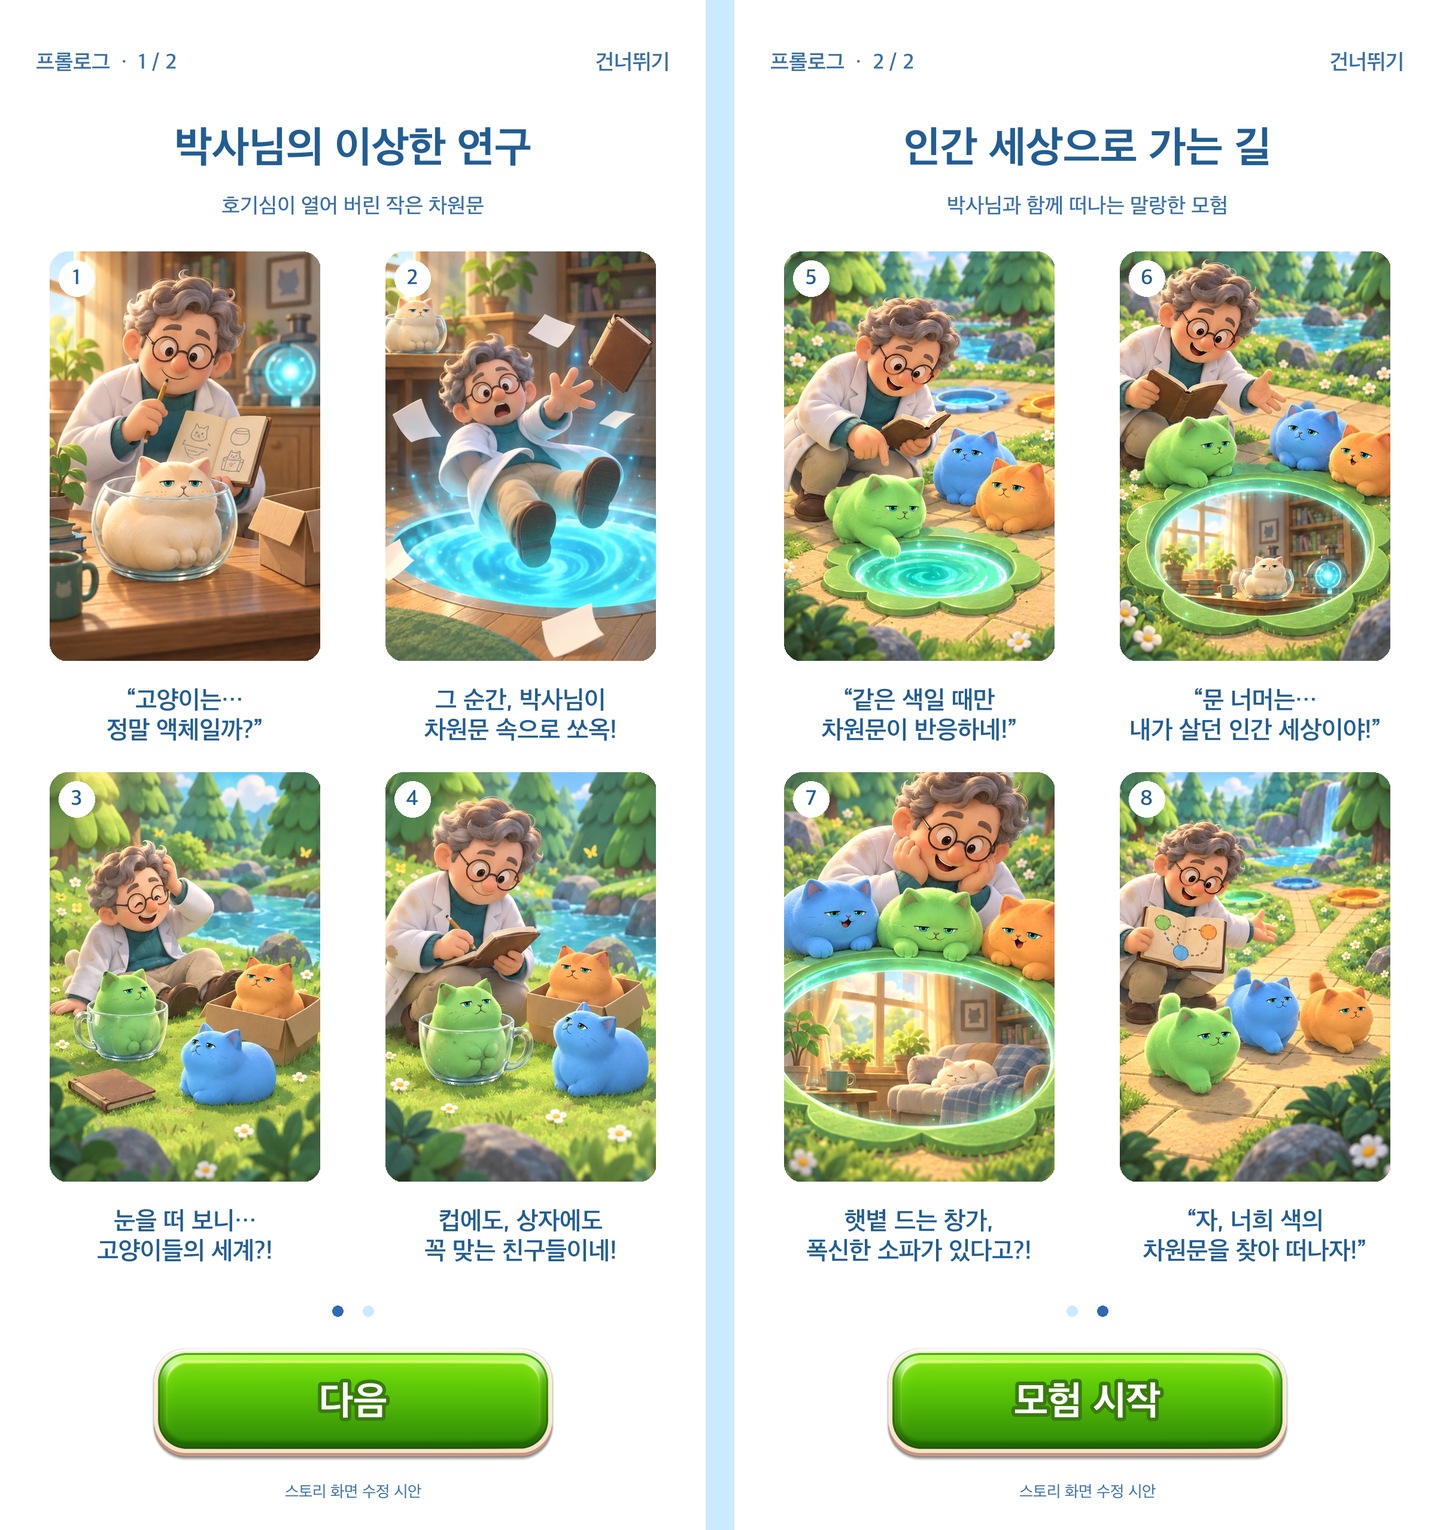 프롤로그 · 1 / 2
건너뛰기
박사님의 이상한 연구
호기심이 열어 버린 작은 차원문
1
2
“고양이는…
정말 액체일까?”
그 순간, 박사님이
차원문 속으로 쏘옥!
3
4
눈을 떠 보니…
고양이들의 세계?!
컵에도, 상자에도
꼭 맞는 친구들이네!
다음
스토리 화면 수정 시안
프롤로그 · 2 / 2
건너뛰기
인간 세상으로 가는 길
박사님과 함께 떠나는 말랑한 모험
5
6
“같은 색일 때만
차원문이 반응하네!”
“문 너머는…
내가 살던 인간 세상이야!”
7
8
햇볕 드는 창가,
폭신한 소파가 있다고?!
“자, 너희 색의
차원문을 찾아 떠나자!”
모험 시작
스토리 화면 수정 시안